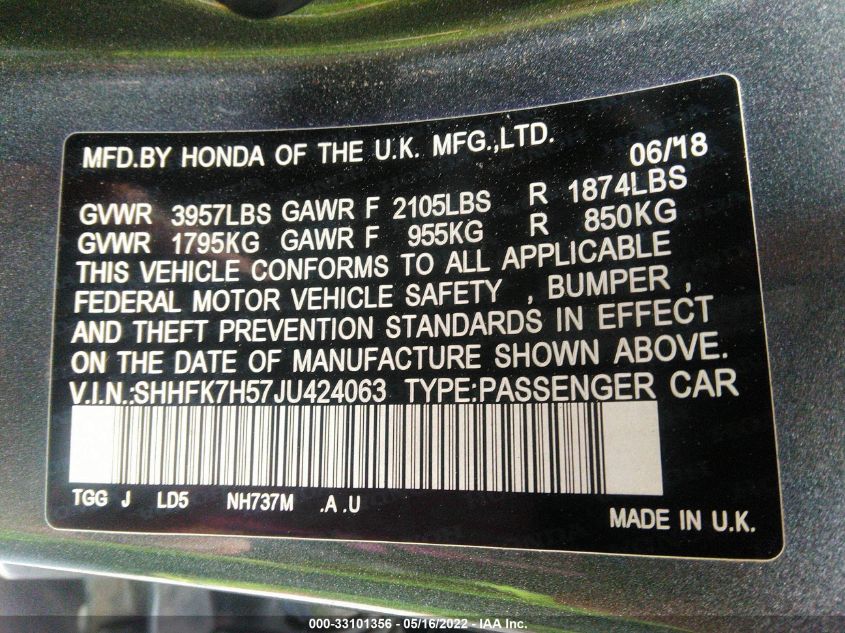 MFD.BY HONDA OF THE U.K. MFG.,LTD. 06/18
GVWR 3957LBS GAWR F 2105LBS R 1874LBS
GVWR 1795KG GAWR F 955KG R 850KG
THIS VEHICLE CONFORMS TO ALL APPLICABLE
FEDERAL MOTOR VEHICLE SAFETY , BUMPER ,
AND THEFT PREVENTION STANDARDS IN EFFECT
ON THE DATE OF MANUFACTURE SHOWN ABOVE.
V.I.N.:SHHFK7H57JU424063 TYPE:PASSENGER CAR
TGG J LD5 NH737M .A .U
MADE IN U.K.
000-33101356 - 05/16/2022 - IAA Inc.